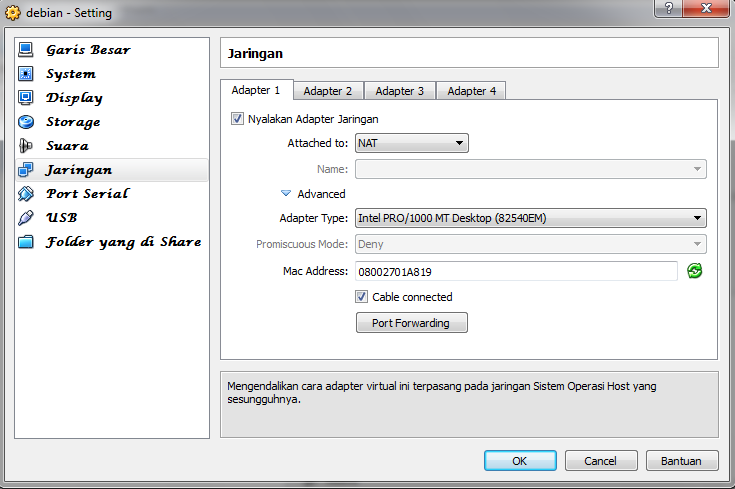 debian - Setting
Garis Besar
System
Display
Storage
Suara
Jaringan
Port Serial
USB
Folder yang di Share
Jaringan
Adapter 1 Adapter 2 Adapter 3 Adapter 4
Nyalakan Adapter Jaringan
Attached to: NAT
Name:
Advanced
Adapter Type: Intel PRO/1000 MT Desktop (82540EM)
Promiscuous Mode: Deny
Mac Address: 08002701A819
Cable connected
Port Forwarding
Mengendalikan cara adapter virtual ini terpasang pada jaringan Sistem Operasi Host yang
sesungguhnya.
OK Cancel Bantuan